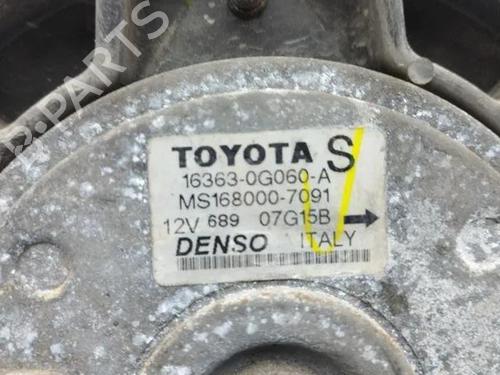 B-PARTS
TOYOTA S
16363-0G060-A
MS168000-7091
12V 689 07G15B
DENSO ITALY